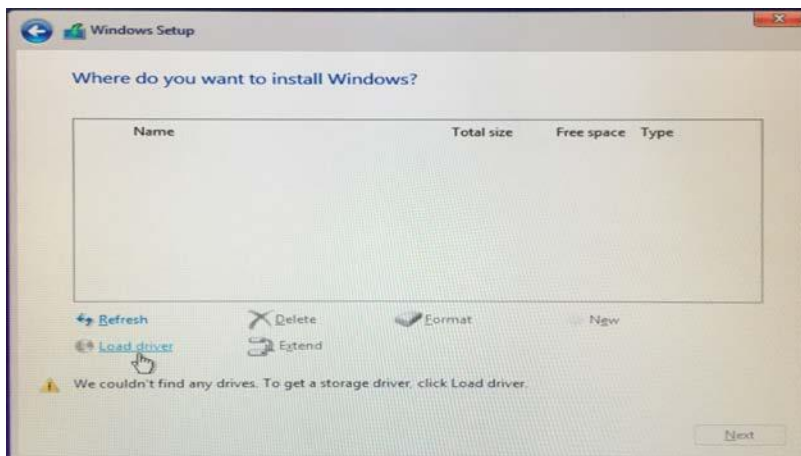 Windows Setup
Where do you want to install Windows?
Name Total size Free space Type
Refresh Delete Format New
Load driver Extend
We couldn't find any drives. To get a storage driver, click Load driver.
Next